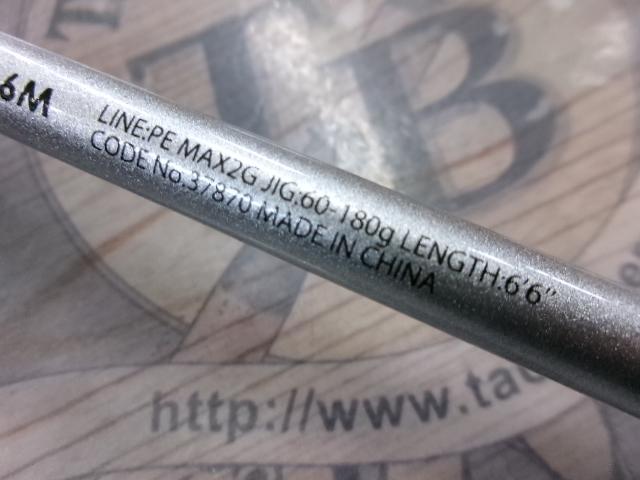 6M
LINE:PE MAX2G JIG:60-180g LENGTH:6'6"
CODE No.37870 MADE IN CHINA
TB
http://www.ta